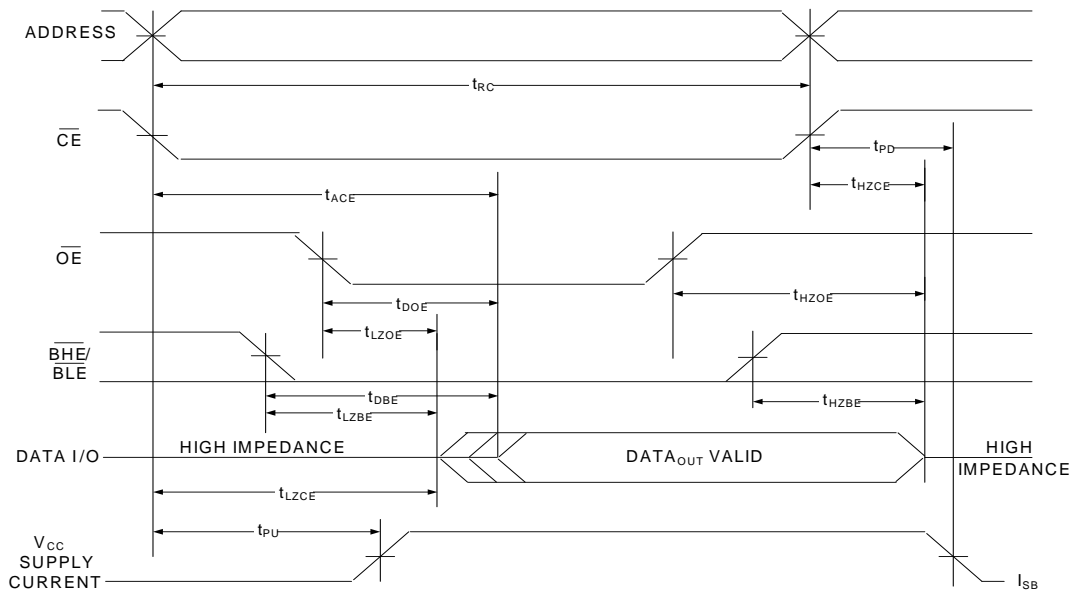 ADDRESS
tRC
CE
tPD
tHZCE
tACE
OE
tHZOE
tDOE
tLZOE
BHE/
BLE
tDBE
tHZBE
tLZBE
DATA I/O
HIGH IMPEDANCE
DATAOUT VALID
HIGH
IMPEDANCE
tLZCE
tPU
VCC
SUPPLY
CURRENT
ISB